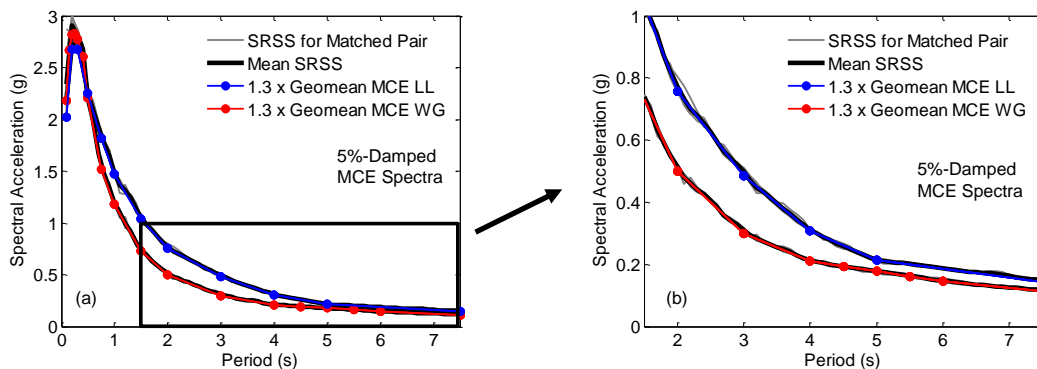 3
2.5
2
1.5
1
0.5
0
Spectral Acceleration (g)
SRSS for Matched Pair
Mean SRSS
1.3 x Geomean MCE LL
1.3 x Geomean MCE WG
5%-Damped
MCE Spectra
(a)
0 1 2 3 4 5 6 7
Period (s)
1
0.8
0.6
0.4
0.2
0
Spectral Acceleration (g)
SRSS for Matched Pair
Mean SRSS
1.3 x Geomean MCE LL
1.3 x Geomean MCE WG
5%-Damped
MCE Spectra
(b)
2 3 4 5 6 7
Period (s)